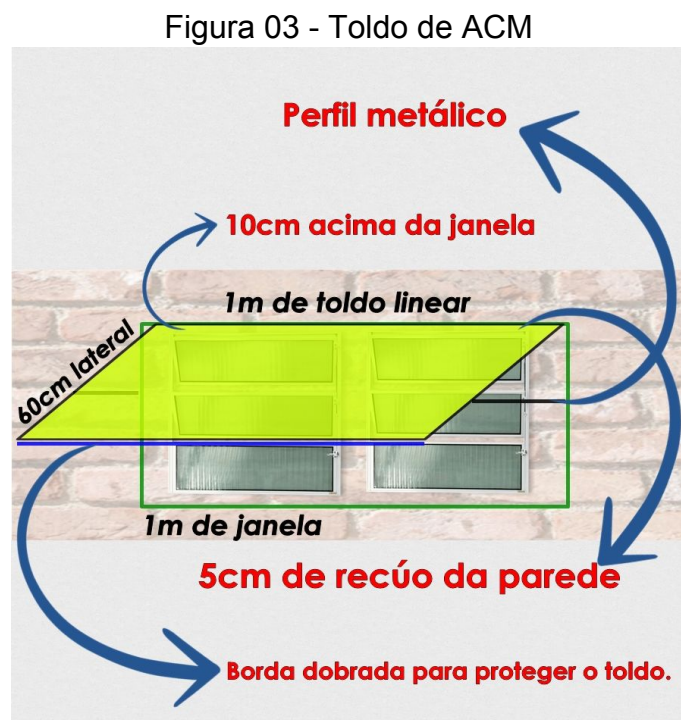 Figura 03 - Toldo de ACM
Perfil metálico
10cm acima da janela
1m de toldo linear
60cm lateral
1m de janela
5cm de recúo da parede
Borda dobrada para proteger o toldo.